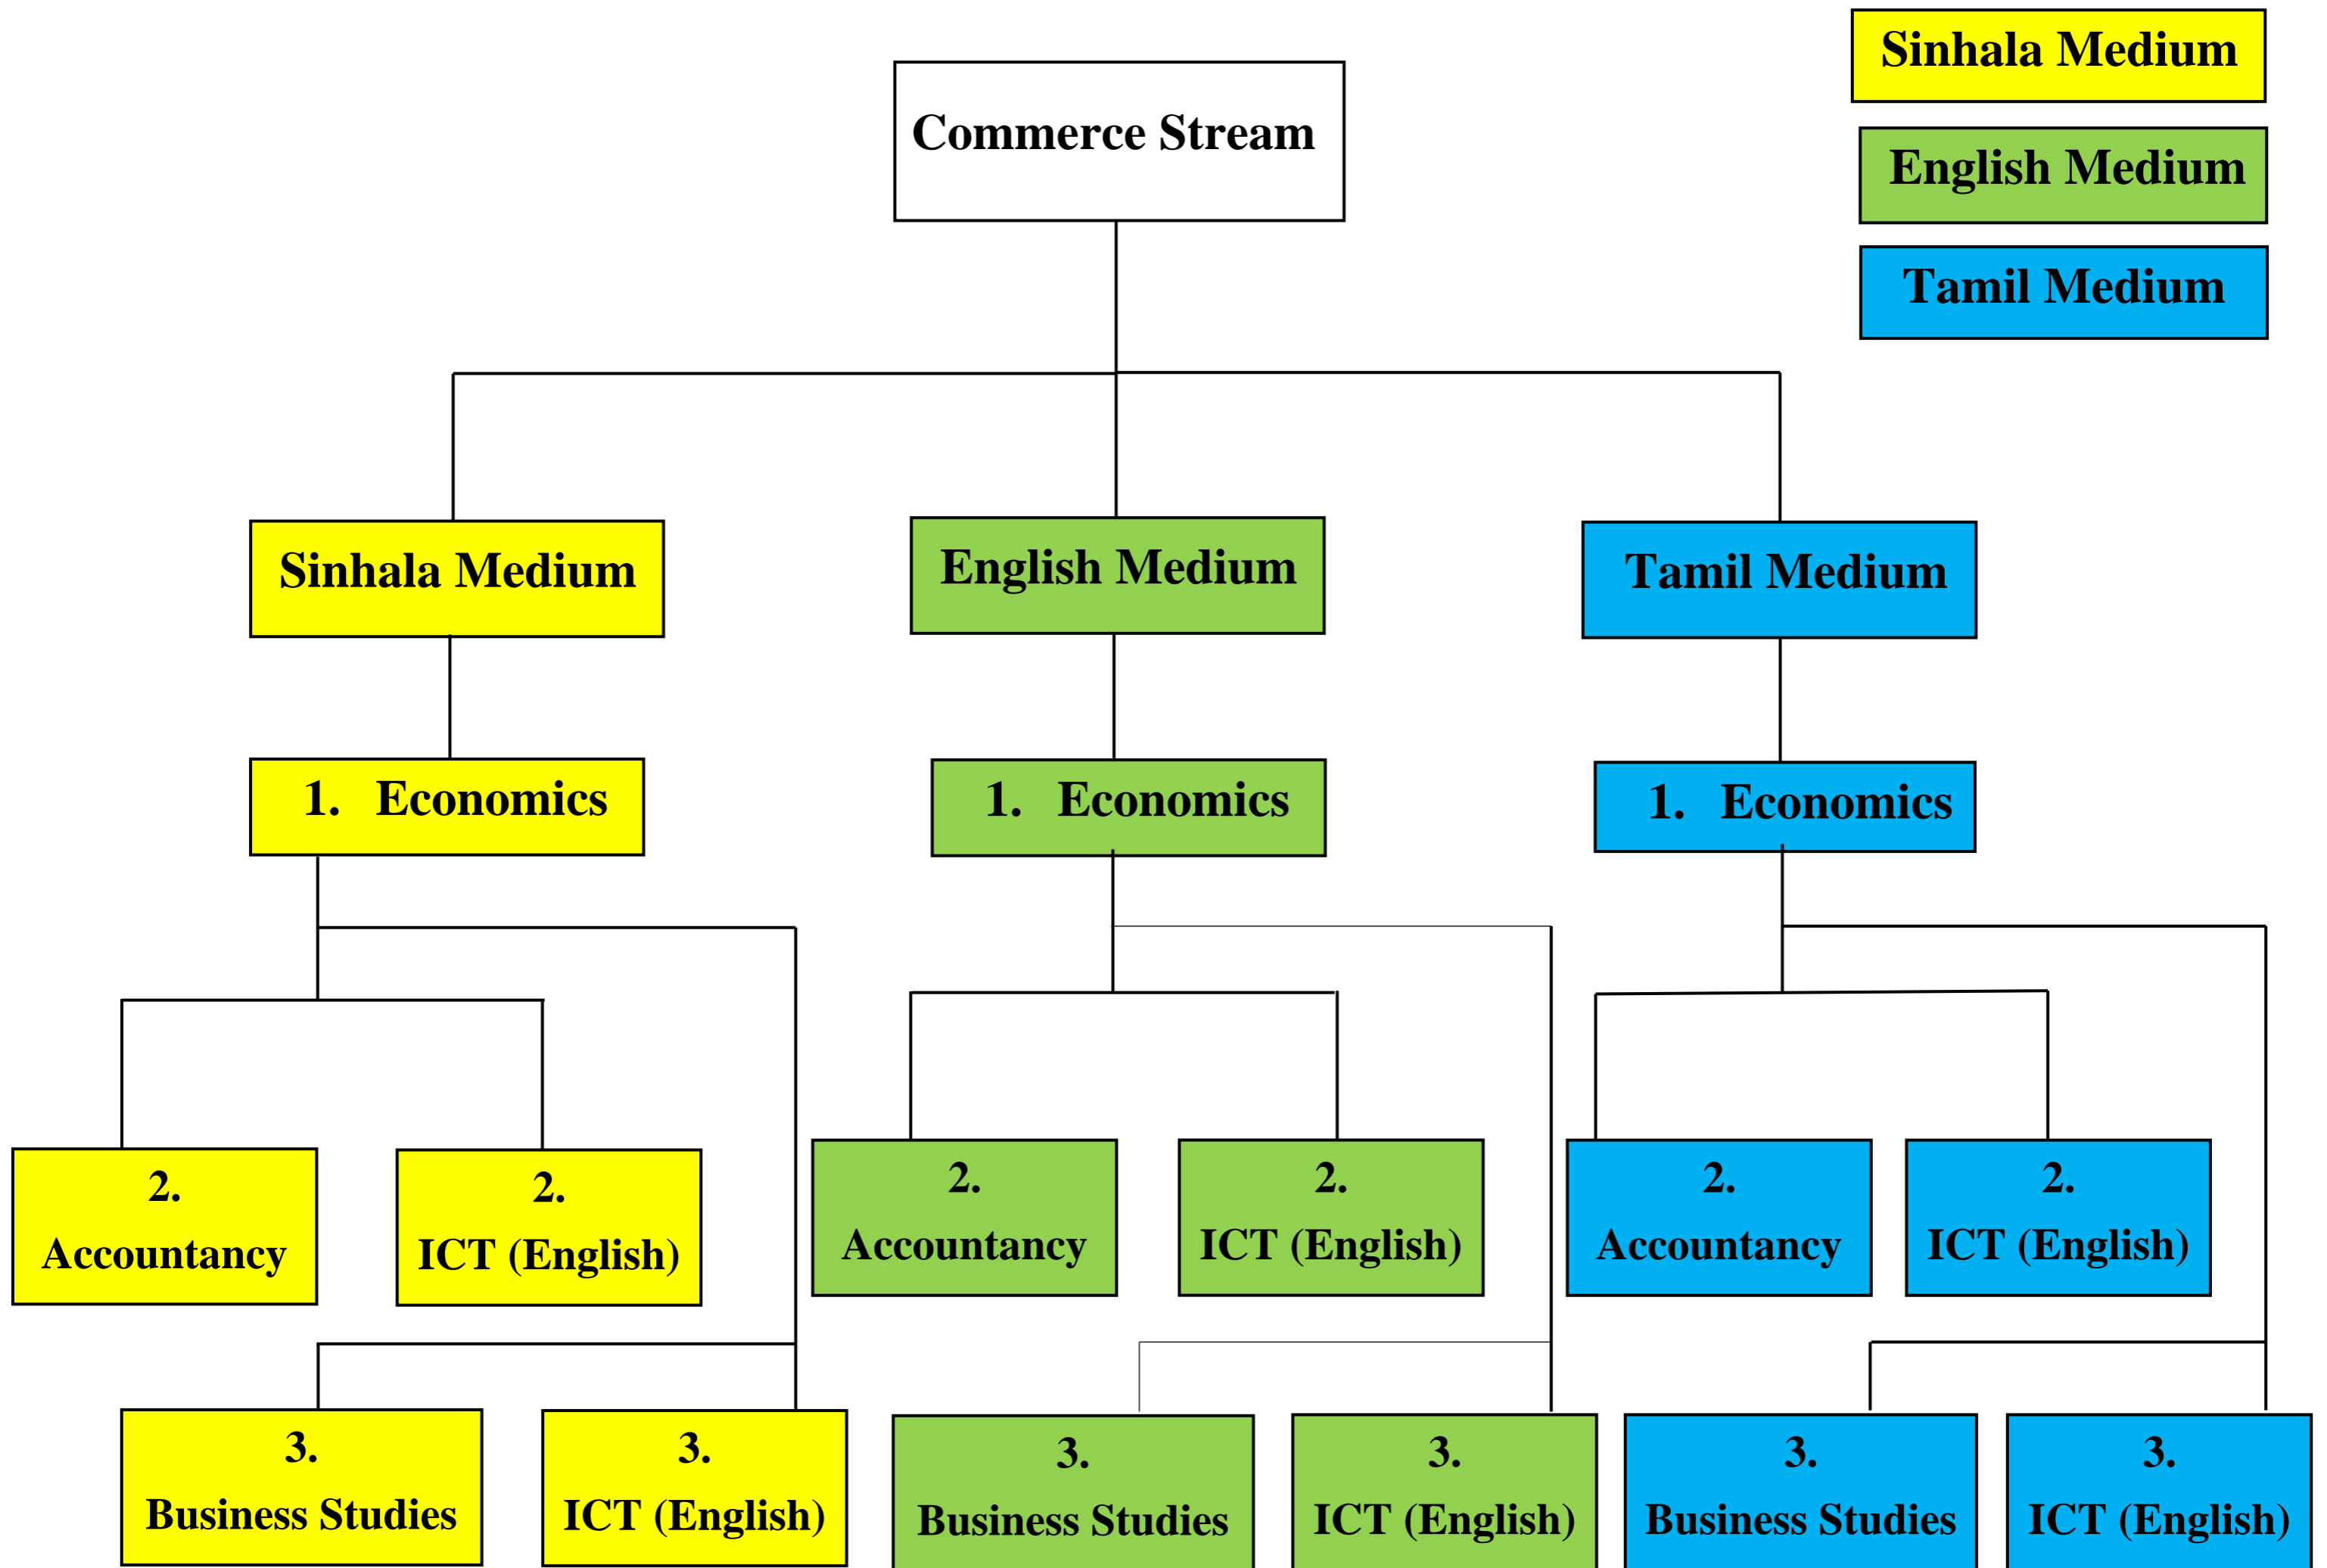 Sinhala Medium
Commerce Stream
English Medium
Tamil Medium
Sinhala Medium
English Medium
Tamil Medium
1. Economics
1. Economics
1. Economics
2.
Accountancy
2.
ICT (English)
2.
Accountancy
2.
ICT (English)
2.
Accountancy
2.
ICT (English)
3.
Business Studies
3.
ICT (English)
3.
Business Studies
3.
ICT (English)
3.
Business Studies
3.
ICT (English)